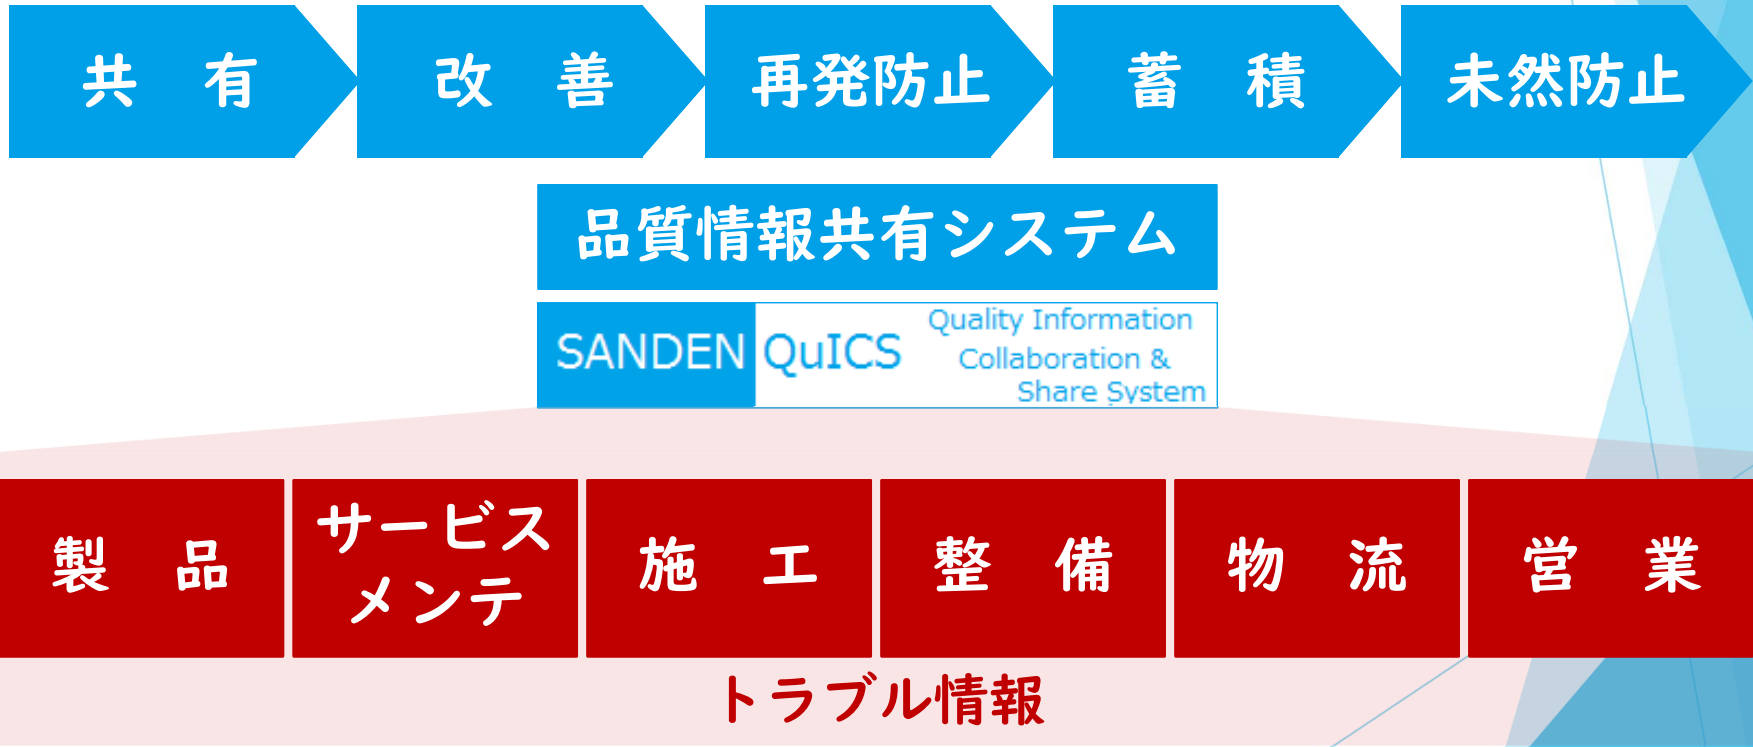 共　有
改　善
再発防止
蓄　積
未然防止
品質情報共有システム
SANDEN QuICS
Quality Information
Collaboration &
Share System
製　品
サービス
メンテ
施　工
整　備
物　流
営　業
トラブル情報